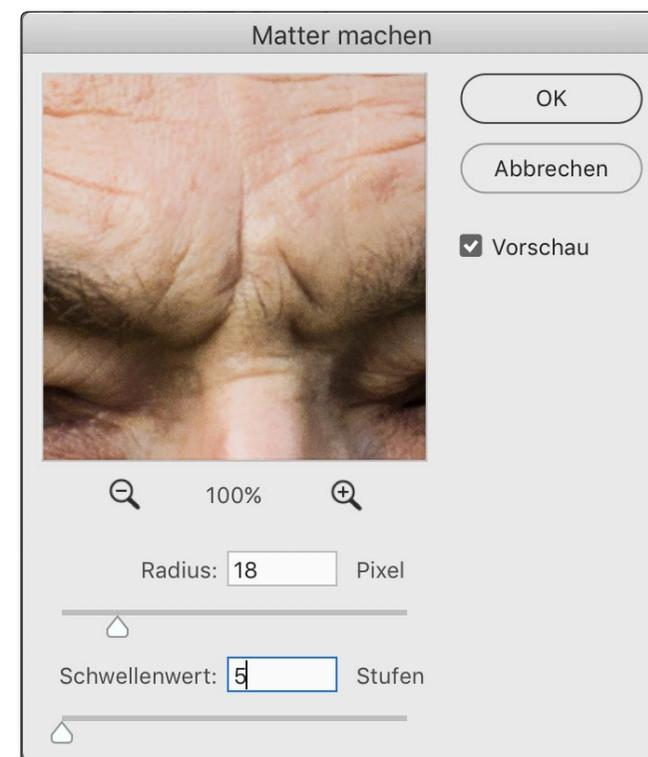 Matter machen
OK
Abbrechen
Vorschau
100%
Radius: 18 Pixel
Schwellenwert: 5 Stufen